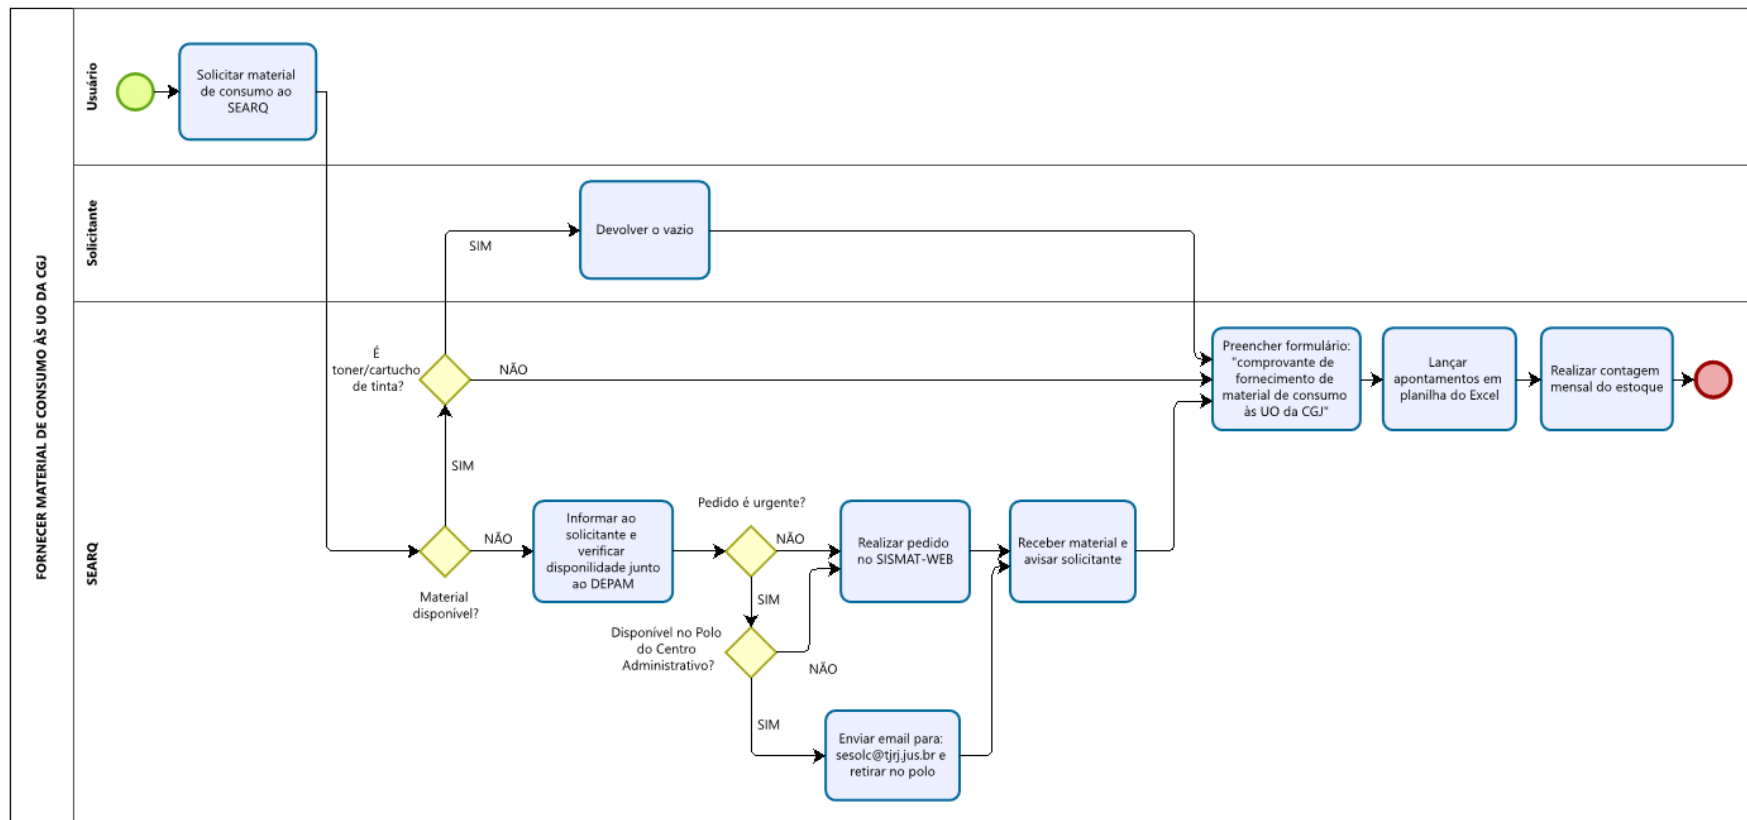 FORNECER MATERIAL DE CONSUMO ÀS UO DA CGJ
Usuário
Solicitar material
de consumo ao
SEARQ
Solicitante
SIM
Devolver o vazio
SEARQ
É
toner/cartucho
de tinta?
NÃO
SIM
Preencher formulário:
"comprovante de
fornecimento de
material de consumo
às UO da CGJ"
Lançar
apontamentos em
planilha do Excel
Realizar contagem
mensal do estoque
Material
disponível?
NÃO
Informar ao
solicitante e
verificar
disponilidade junto
ao DEPAM
Pedido é urgente?
NÃO
SIM
Realizar pedido
no SISMAT-WEB
Receber material e
avisar solicitante
Disponível no Polo
do Centro
Administrativo?
NÃO
SIM
Enviar email para:
sesolc@tjrj.jus.br e
retirar no polo